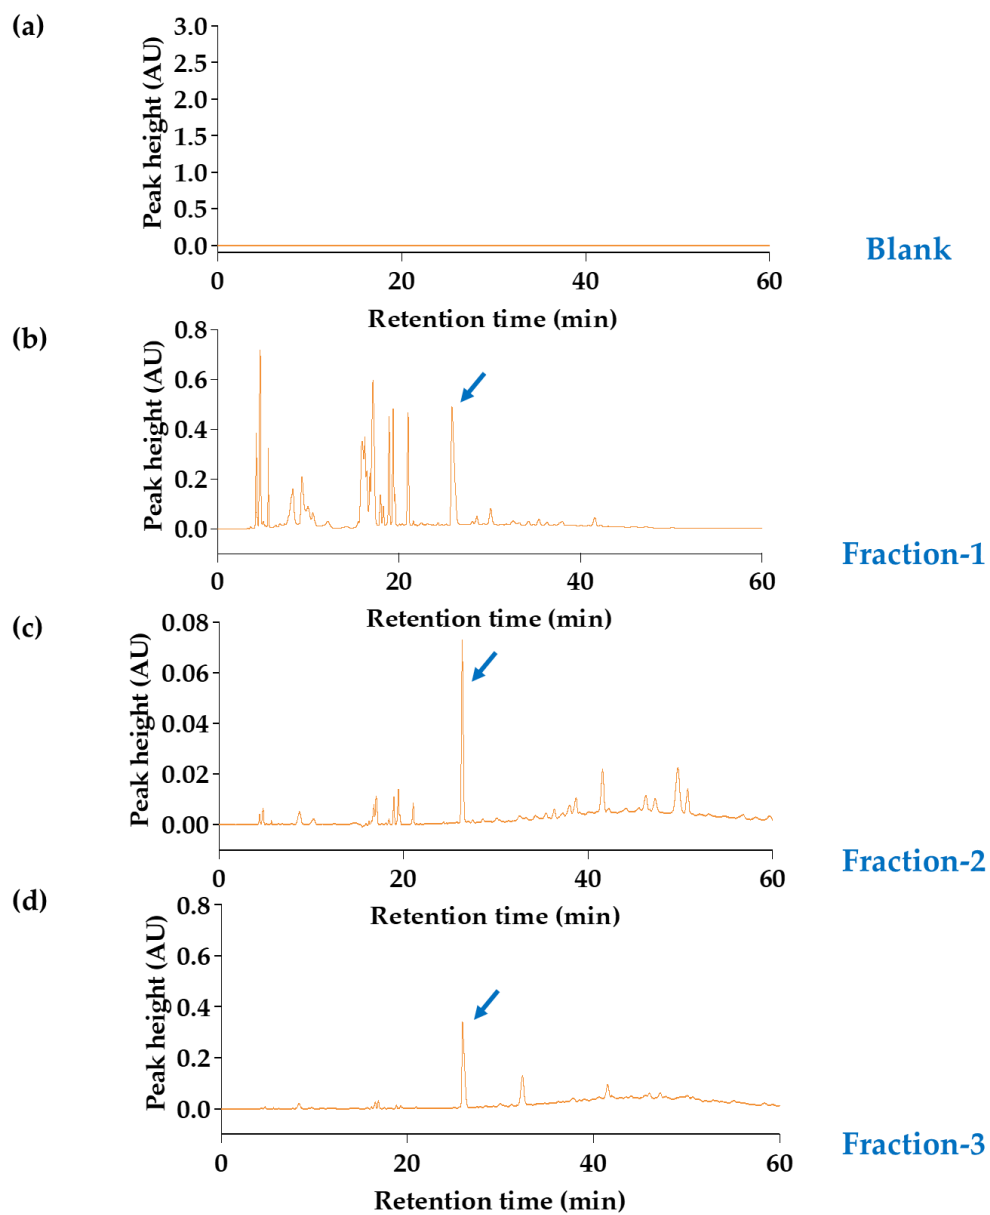 (a)
Peak height (AU)
3.0
2.5
2.0
1.5
1.0
0.5
0.0
0 20 40 60
Retention time (min)
Blank
(b)
Peak height (AU)
0.8
0.6
0.4
0.2
0.0
0 20 40 60
Retention time (min)
Fraction-1
(c)
Peak height (AU)
0.08
0.06
0.04
0.02
0.00
0 20 40 60
Retention time (min)
Fraction-2
(d)
Peak height (AU)
0.8
0.6
0.4
0.2
0.0
0 20 40 60
Retention time (min)
Fraction-3